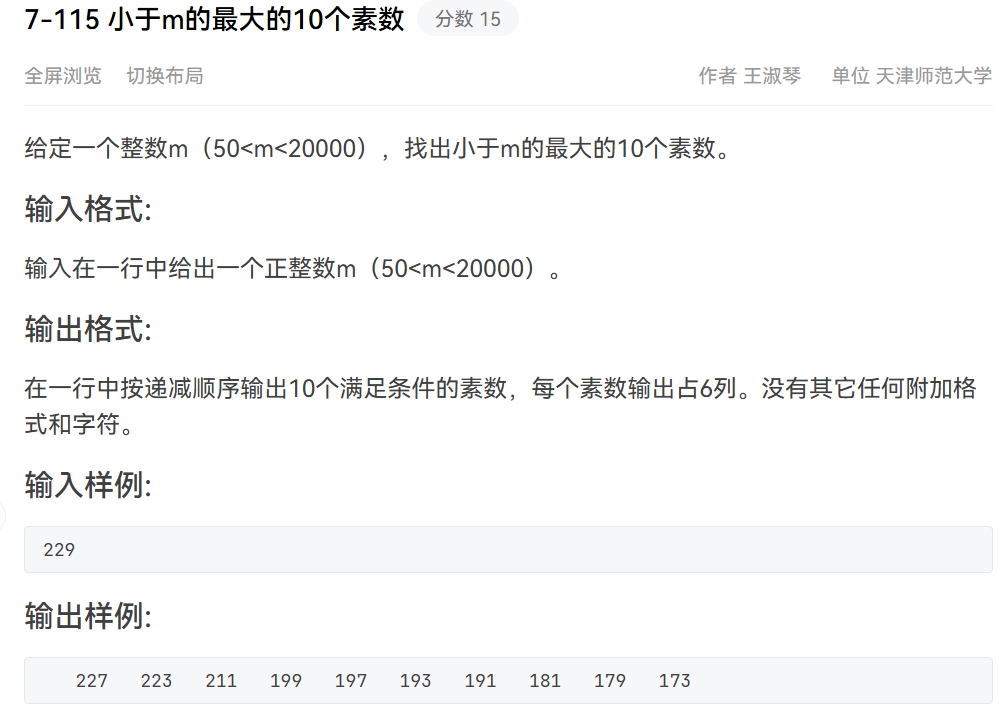 7-115 小于m的最大的10个素数 分数 15
全屏浏览 切换布局 作者 王淑琴 单位 天津师范大学
给定一个整数m（50<m<20000），找出小于m的最大的10个素数。
输入格式:
输入在一行中给出一个正整数m（50<m<20000）。
输出格式:
在一行中按递减顺序输出10个满足条件的素数，每个素数输出占6列。没有其它任何附加格
式和字符。
输入样例:
229
输出样例:
227   223   211   199   197   193   191   181   179   173